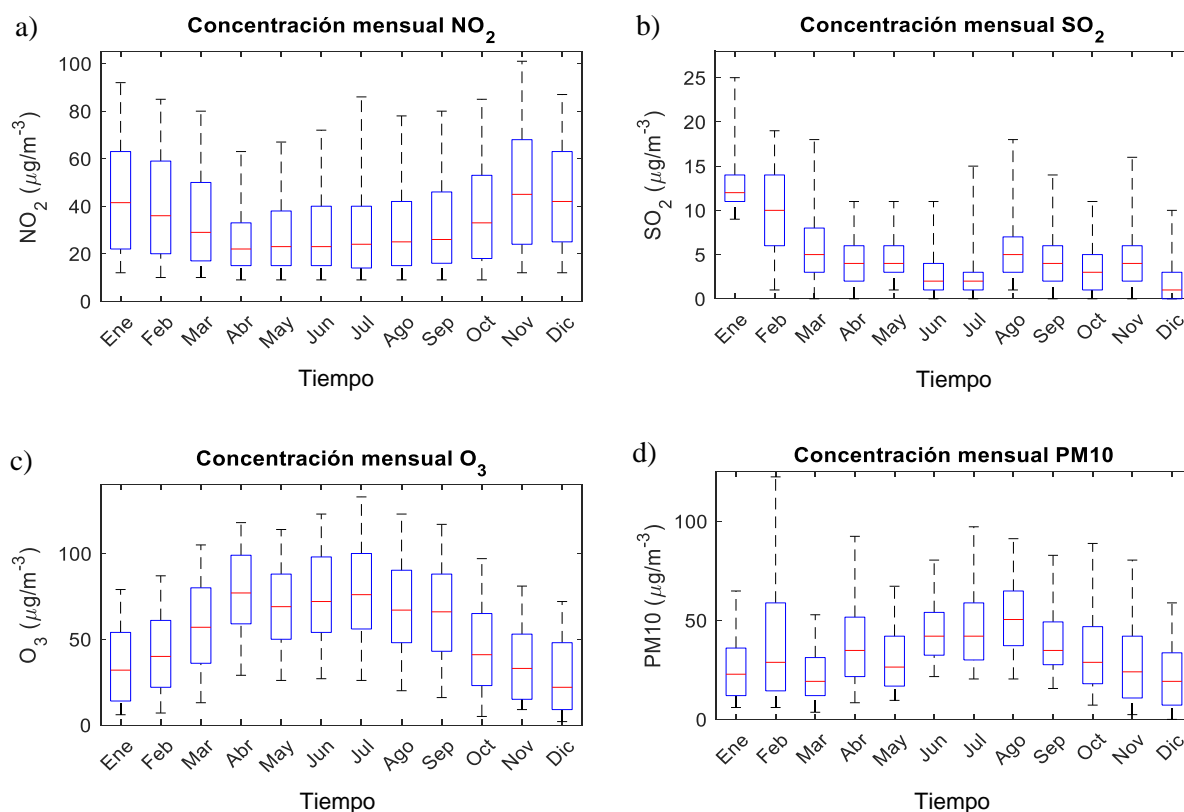 a)
Concentración mensual NO2
NO2 (μg/m-3)
100
80
60
40
20
0
Ene Feb Mar Abr May Jun Jul Ago Sep Oct Nov Dic
Tiempo
b)
Concentración mensual SO2
SO2 (μg/m-3)
25
20
15
10
5
0
Ene Feb Mar Abr May Jun Jul Ago Sep Oct Nov Dic
Tiempo
c)
Concentración mensual O3
O3 (μg/m-3)
100
50
0
Ene Feb Mar Abr May Jun Jul Ago Sep Oct Nov Dic
Tiempo
d)
Concentración mensual PM10
PM10 (μg/m-3)
100
50
0
Ene Feb Mar Abr May Jun Jul Ago Sep Oct Nov Dic
Tiempo